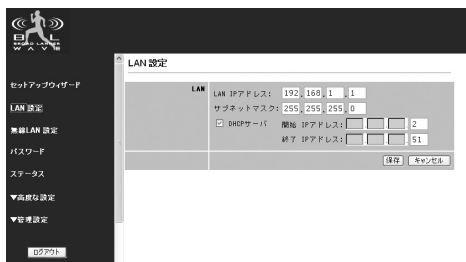 BROAD LANNER
WAVE
セットアップウィザード
LAN 設定
無線LAN 設定
パスワード
ステータス
▼高度な設定
▼管理設定
ログアウト
LAN 設定
LAN
LAN IPアドレス: 192.168.1.1
サブネットマスク: 255.255.255.0
DHCPサーバ 開始 IPアドレス: . . . 2
終了 IPアドレス: . . . 51
保存 キャンセル